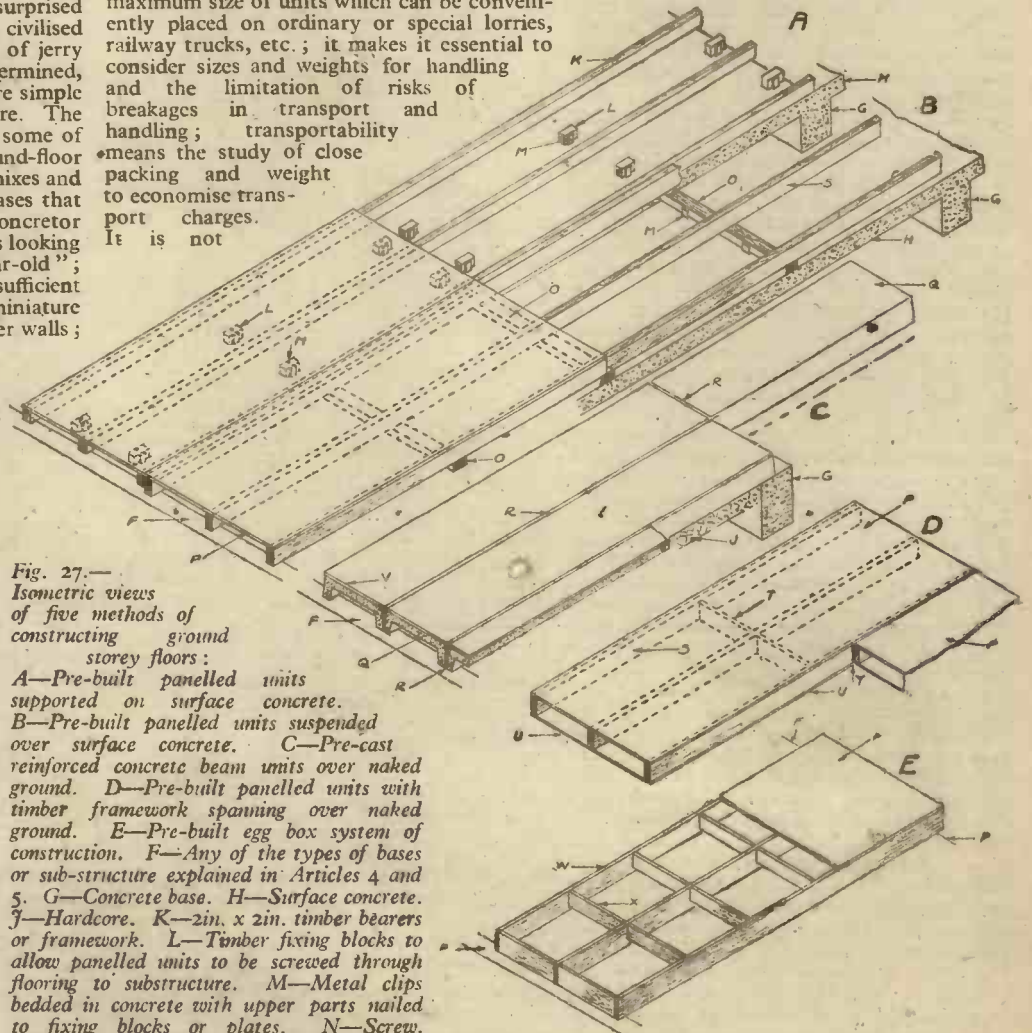 surprised
civilised
of jerry
ermined,
re simple
re. The
some of
und-floor
nixes and
ases that
oncretor
s looking
ar-old ";
sufficient
niniature
er walls ;
maximum size of units which can be conveni-
ently placed on ordinary or special lorries,
railway trucks, etc. ; it makes it essential to
consider sizes and weights for handling
and the limitation of risks of
breakages in transport and
handling ; transportability
means the study of close
packing and weight
to economise trans-
port charges.
It is not
A
K
H
G
B
L
M
O
S
M
G
H
Q
O
L
M
R
C
O
G
R
J
F
P
V
F
Q
R
D
P
T
S
U
T
U
E
P
W
X
P
P
Fig. 27.—
Isometric views
of five methods of
constructing ground
storey floors :
A—Pre-built panelled units
supported on surface concrete.
B—Pre-built panelled units suspended
over surface concrete. C—Pre-cast
reinforced concrete beam units over naked
ground. D—Pre-built panelled units with
timber framework spanning over naked
ground. E—Pre-built egg box system of
construction. F—Any of the types of bases
or sub-structure explained in Articles 4 and
5. G—Concrete base. H—Surface concrete.
J—Hardcore. K—2in. x 2in. timber bearers
or framework. L—Timber fixing blocks to
allow panelled units to be screwed through
flooring to substructure. M—Metal clips
bedded in concrete with upper parts nailed
to fixing blocks or plates. N—Screw.